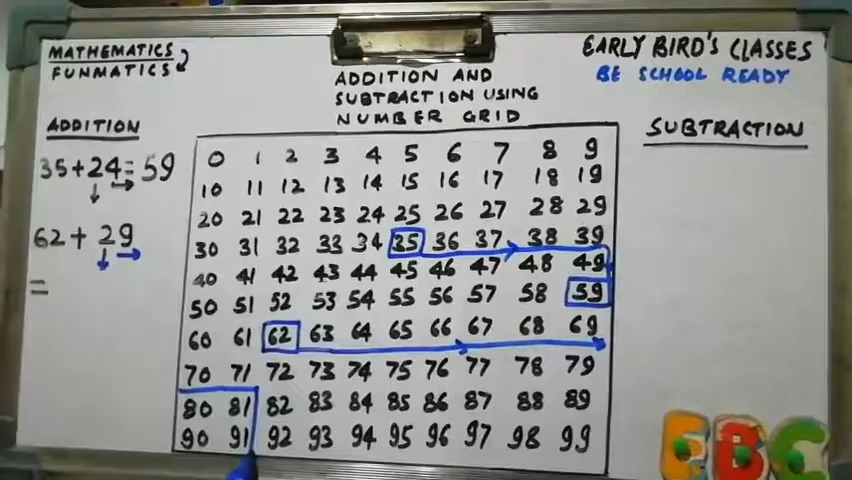 MATHEMATICS
FUNMATICS
ADDITION AND
SUBTRACTION USING
NUMBER GRID
EARLY BIRD'S CLASSES
BE SCHOOL READY
ADDITION
35+24=59
62+29
=
SUBTRACTION
0 1 2 3 4 5 6 7 8 9
10 11 12 13 14 15 16 17 18 19
20 21 22 23 24 25 26 27 28 29
30 31 32 33 34 35 36 37 38 39
40 41 42 43 44 45 46 47 48 49
50 51 52 53 54 55 56 57 58 59
60 61 62 63 64 65 66 67 68 69
70 71 72 73 74 75 76 77 78 79
80 81 82 83 84 85 86 87 88 89
90 91 92 93 94 95 96 97 98 99
EBC